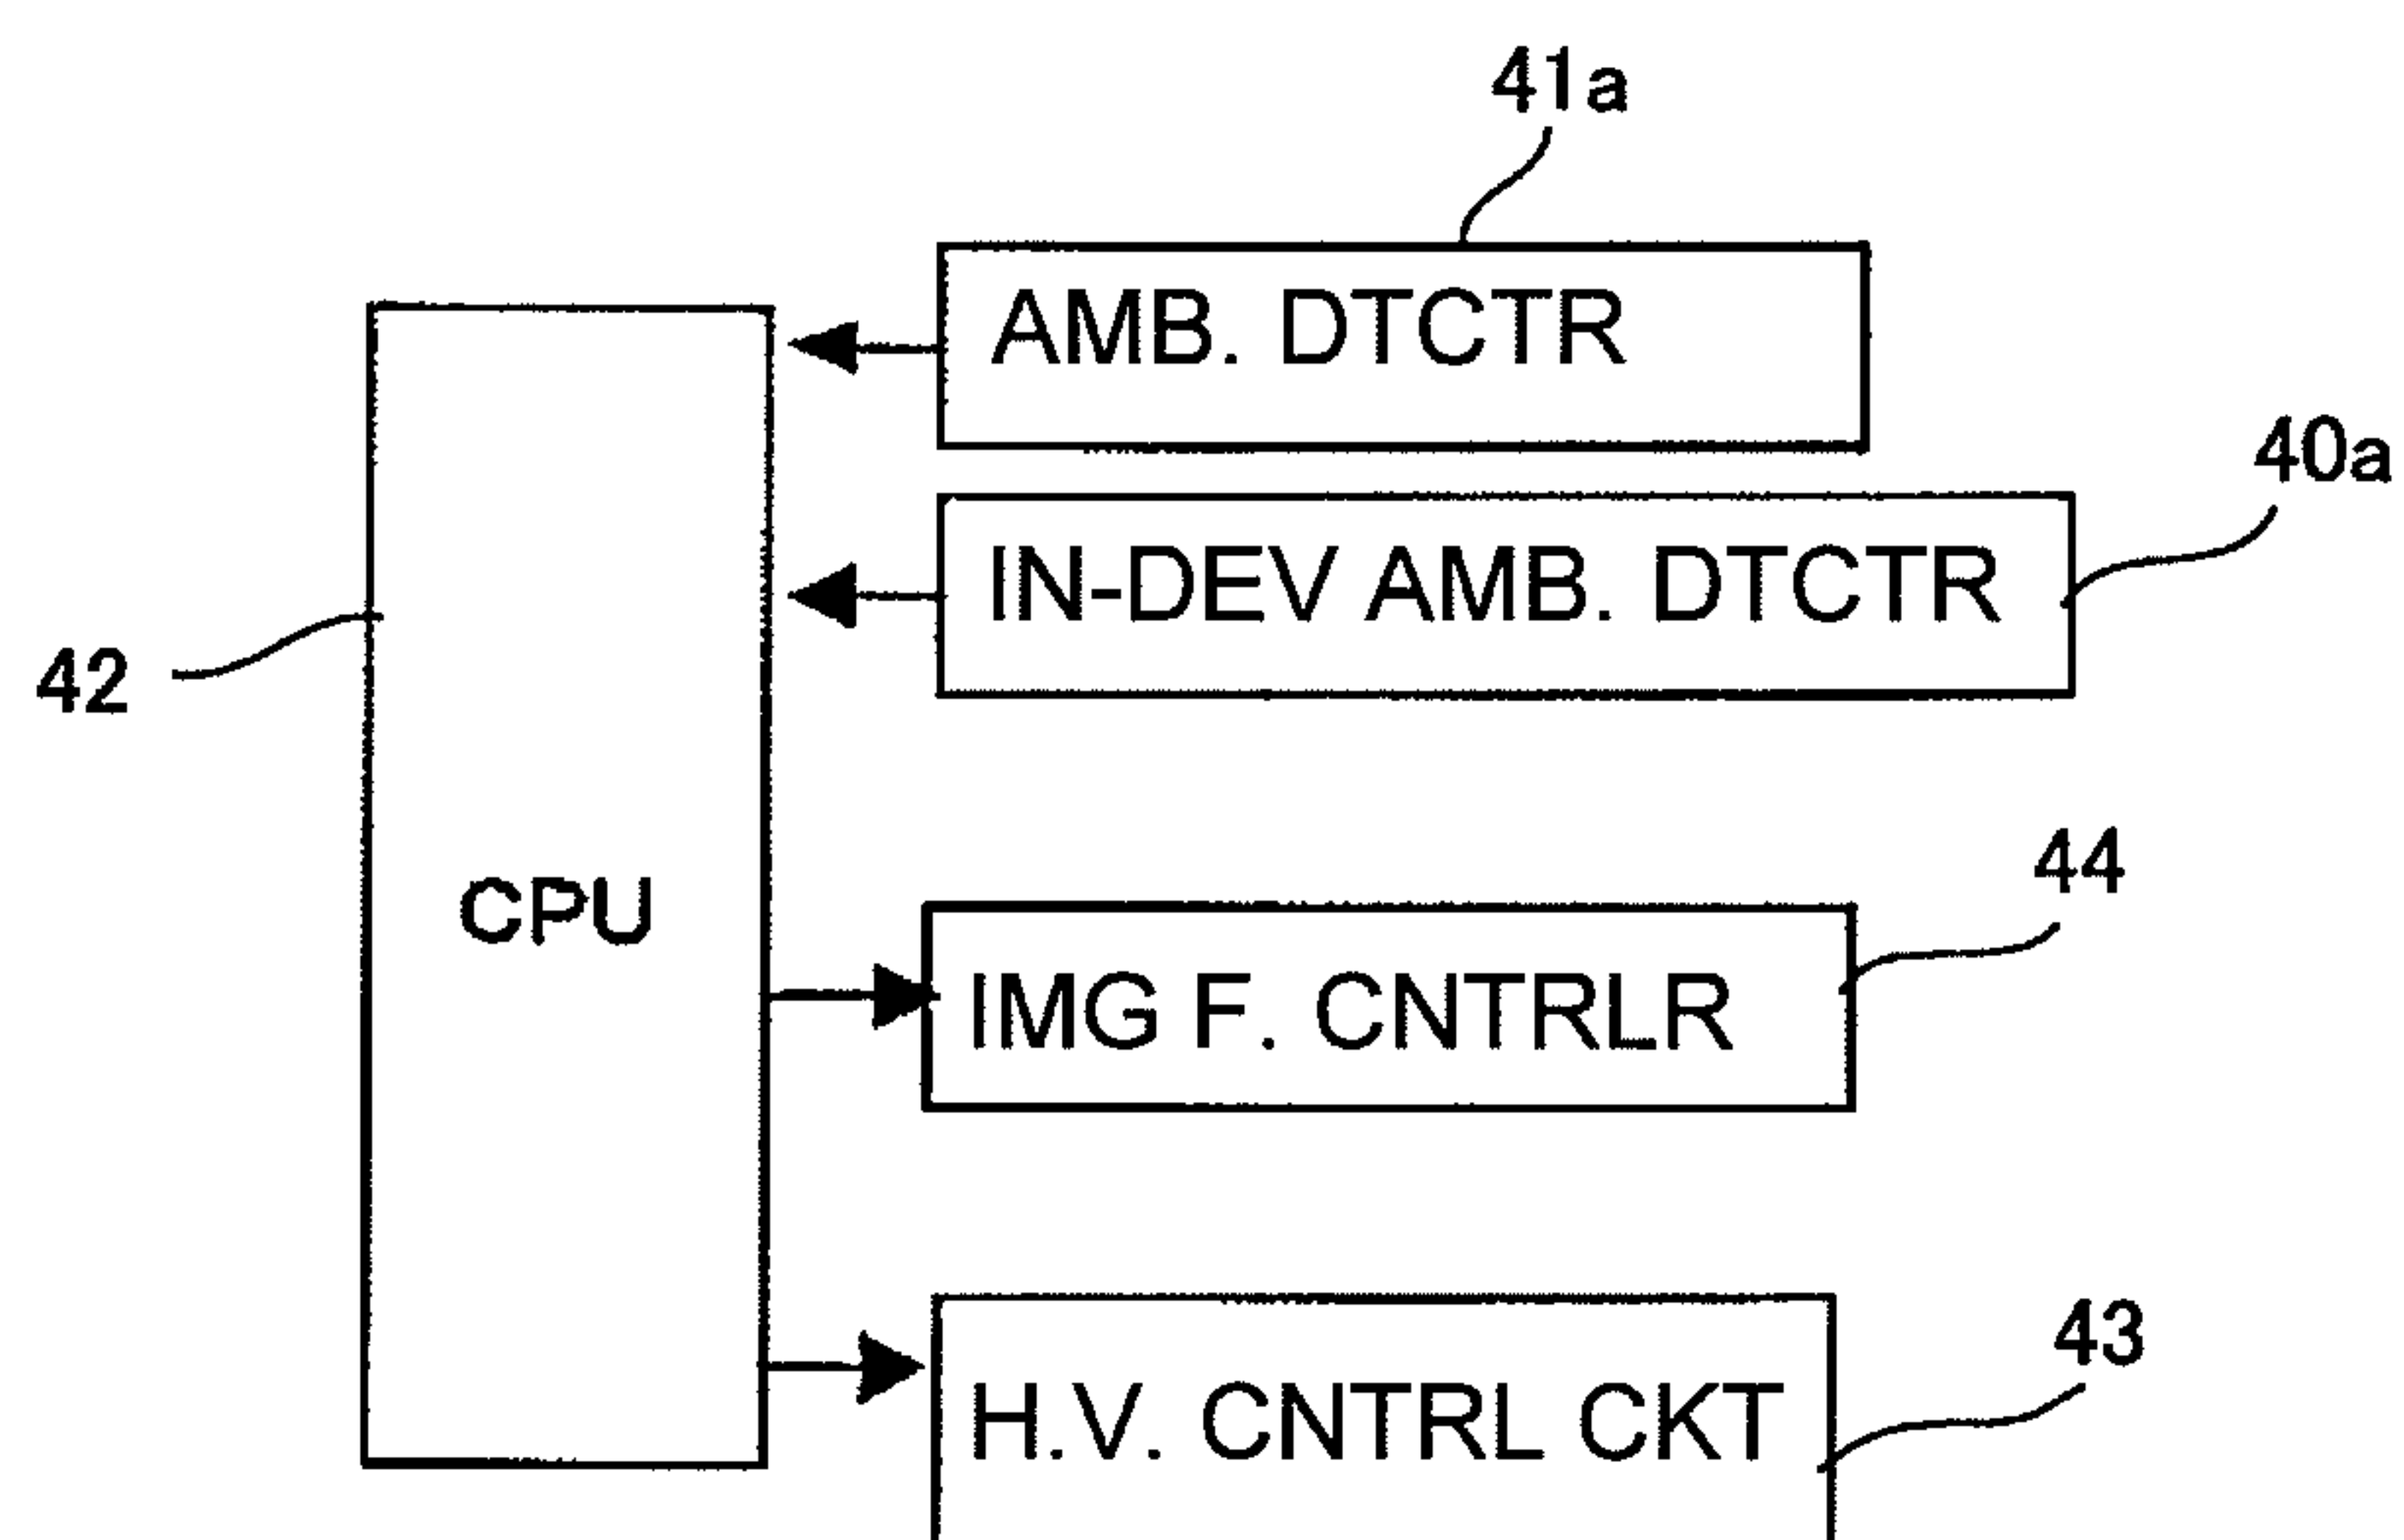 41a
AMB. DTCTR
40a
IN-DEV AMB. DTCTR
42
44
CPU
IMG F. CNTRLR
43
H.V. CNTRL CKT